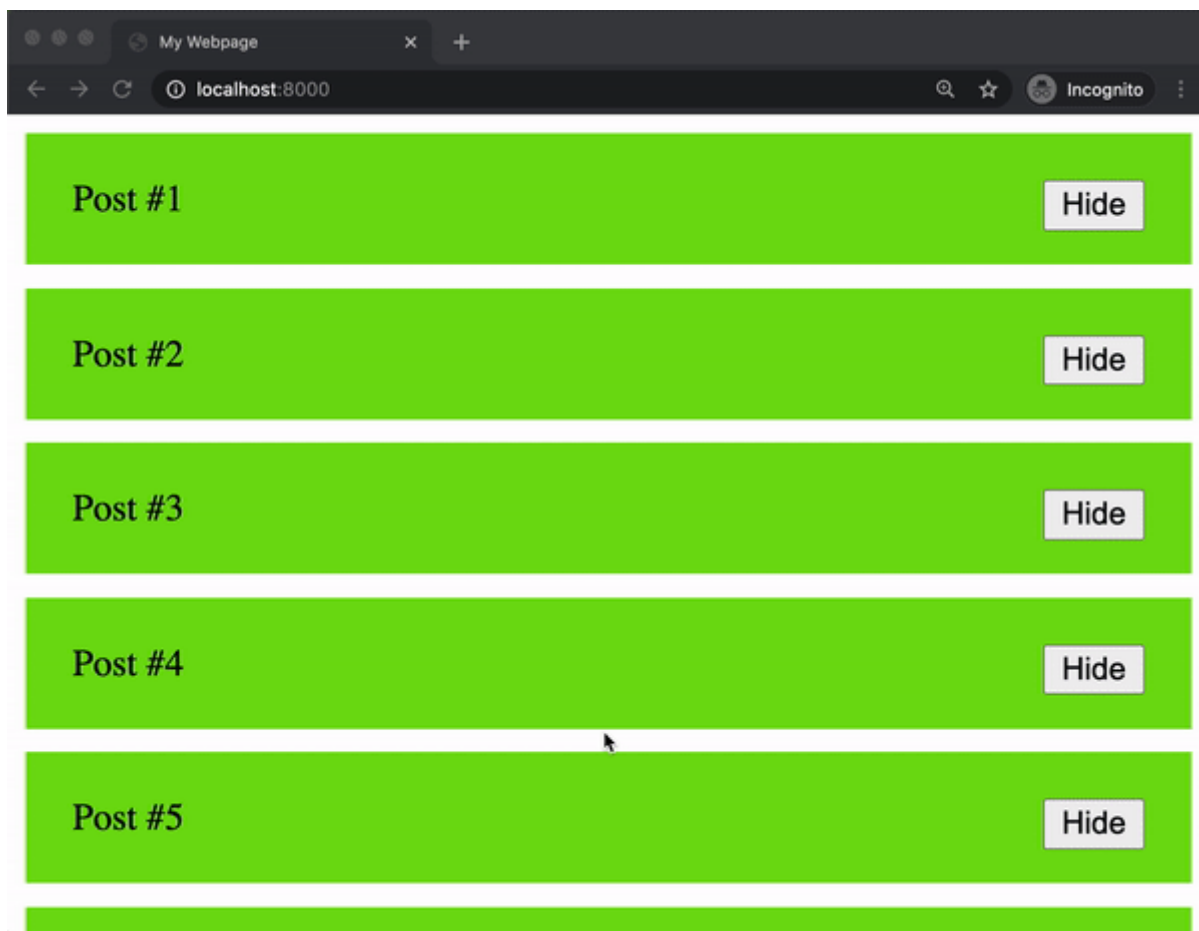 My Webpage
localhost:8000
Incognito
Post #1
Hide
Post #2
Hide
Post #3
Hide
Post #4
Hide
Post #5
Hide